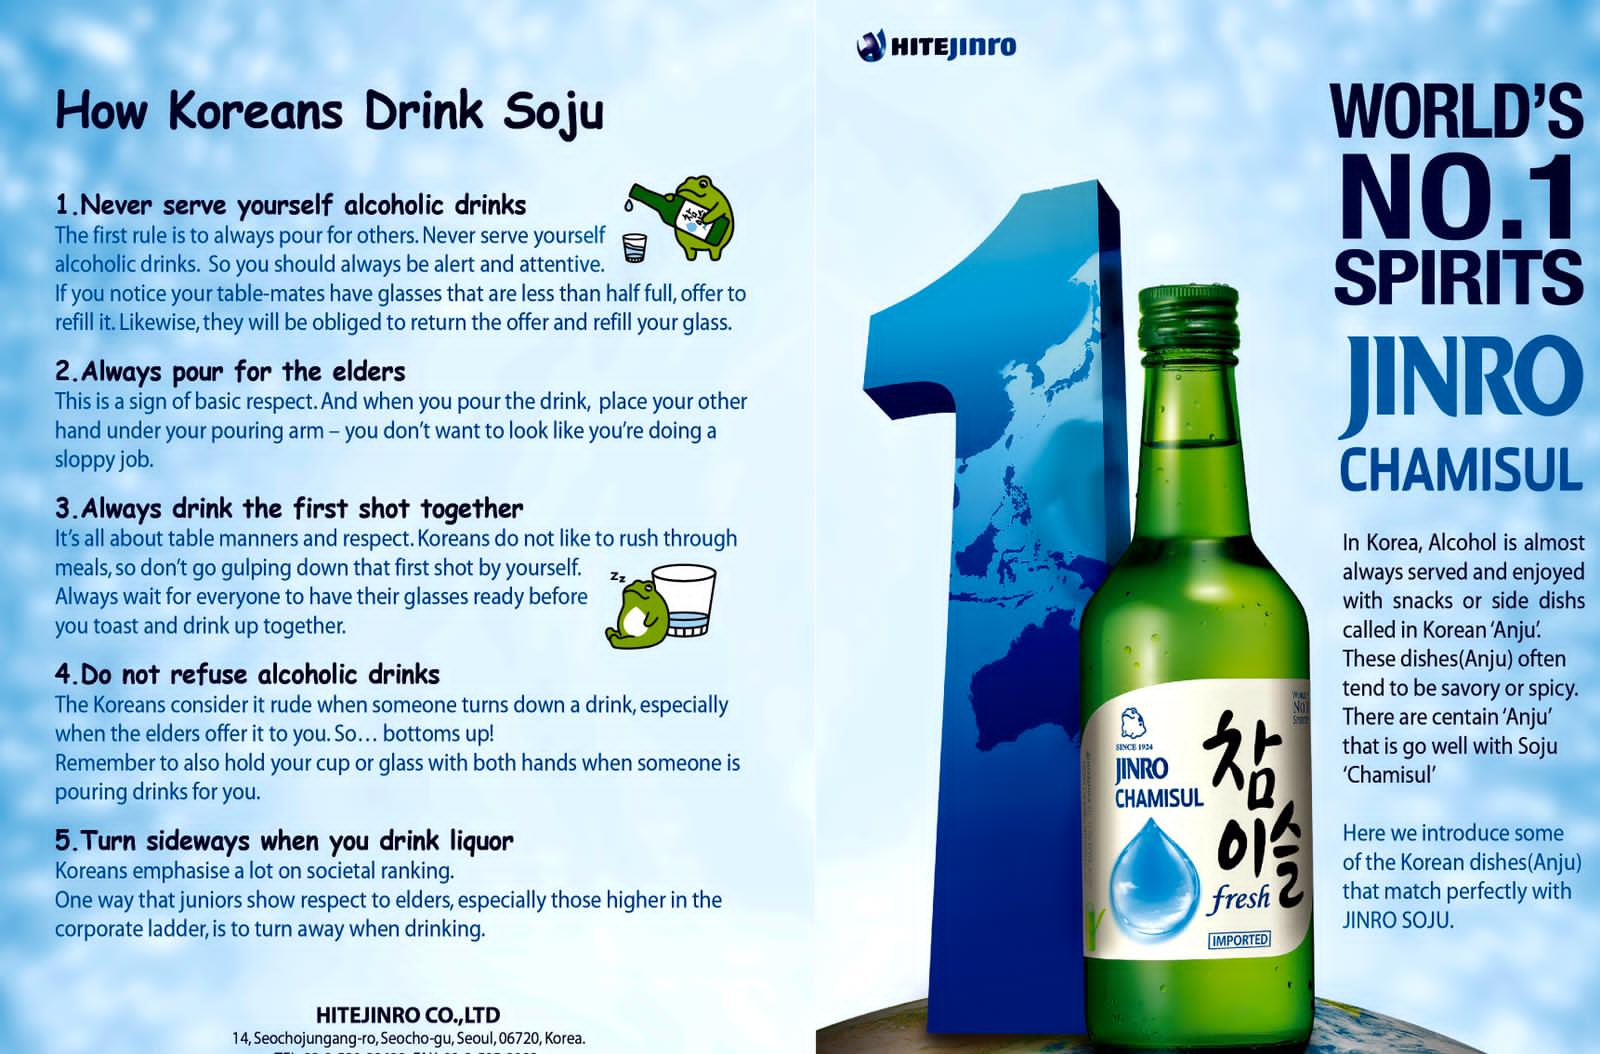 How Koreans Drink Soju
1.Never serve yourself alcoholic drinks
The first rule is to always pour for others. Never serve yourself
alcoholic drinks. So you should always be alert and attentive.
If you notice your table-mates have glasses that are less than half full, offer to
refill it. Likewise, they will be obliged to return the offer and refill your glass.
2.Always pour for the elders
This is a sign of basic respect. And when you pour the drink, place your other
hand under your pouring arm – you don't want to look like you're doing a
sloppy job.
3.Always drink the first shot together
It's all about table manners and respect. Koreans do not like to rush through
meals, so don't go gulping down that first shot by yourself.
Always wait for everyone to have their glasses ready before
you toast and drink up together.
zz
4.Do not refuse alcoholic drinks
The Koreans consider it rude when someone turns down a drink, especially
when the elders offer it to you. So... bottoms up!
Remember to also hold your cup or glass with both hands when someone is
pouring drinks for you.
5.Turn sideways when you drink liquor
Koreans emphasise a lot on societal ranking.
One way that juniors show respect to elders, especially those higher in the
corporate ladder, is to turn away when drinking.
HITEJINRO CO.,LTD
14, Seochojungang-ro, Seocho-gu, Seoul, 06720, Korea.
HITEJINRO
WORLD'S
NO.1
SPIRITS
JINRO
CHAMISUL
In Korea, Alcohol is almost
always served and enjoyed
with snacks or side dishs
called in Korean 'Anju'.
These dishes(Anju) often
tend to be savory or spicy.
There are centain 'Anju'
that is go well with Soju
'Chamisul'
Here we introduce some
of the Korean dishes(Anju)
that match perfectly with
JINRO SOJU.
SINCE 1924
JINRO
CHAMISUL
참
이슬
fresh
IMPORTED